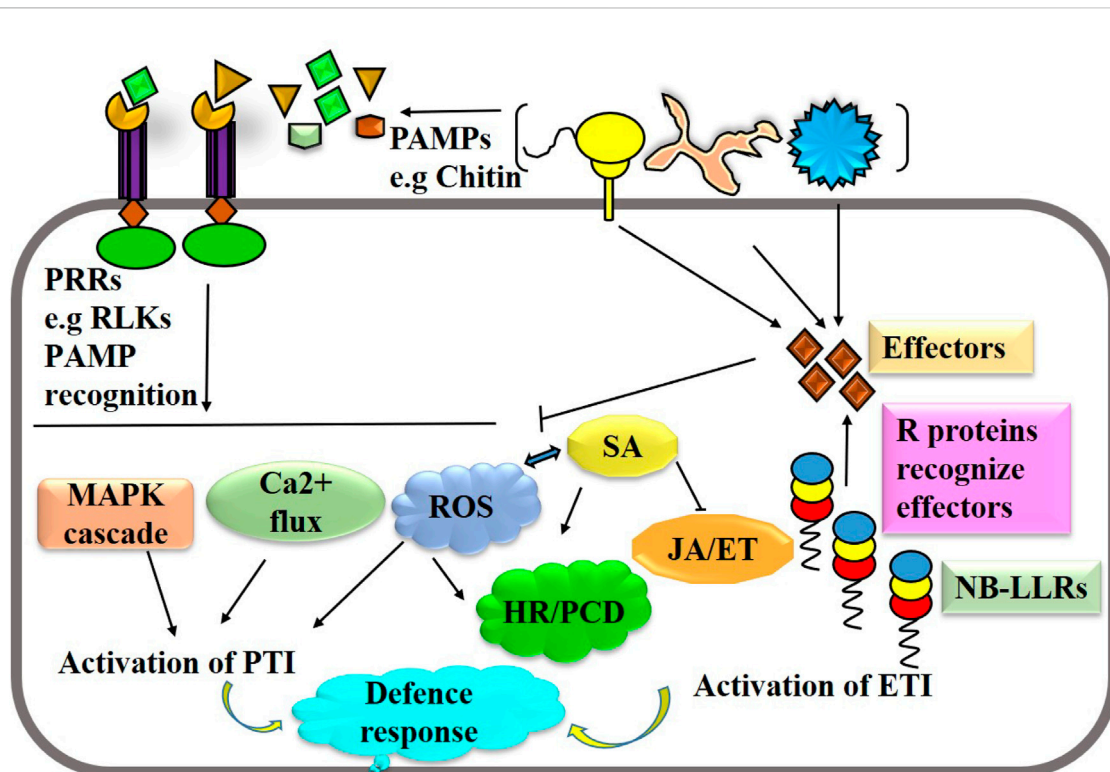 PAMPs
e.g Chitin
PRRs
e.g RLKs
PAMP
recognition
Effectors
R proteins
recognize
effectors
SA
MAPK
cascade
Ca2+
flux
ROS
JA/ET
NB-LLRs
HR/PCD
Activation of PTI
Activation of ETI
Defence
response